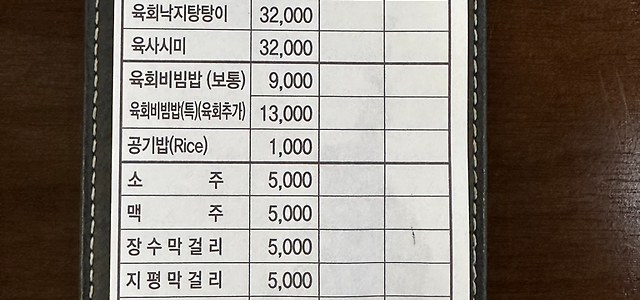 육회낙지탕탕이 32,000
육사시미 32,000
육회비빔밥 (보통) 9,000
육회비빔밥(특)(육회추가) 13,000
공기밥(Rice) 1,000
소 주 5,000
맥 주 5,000
장수막걸리 5,000
지평막걸리 5,000